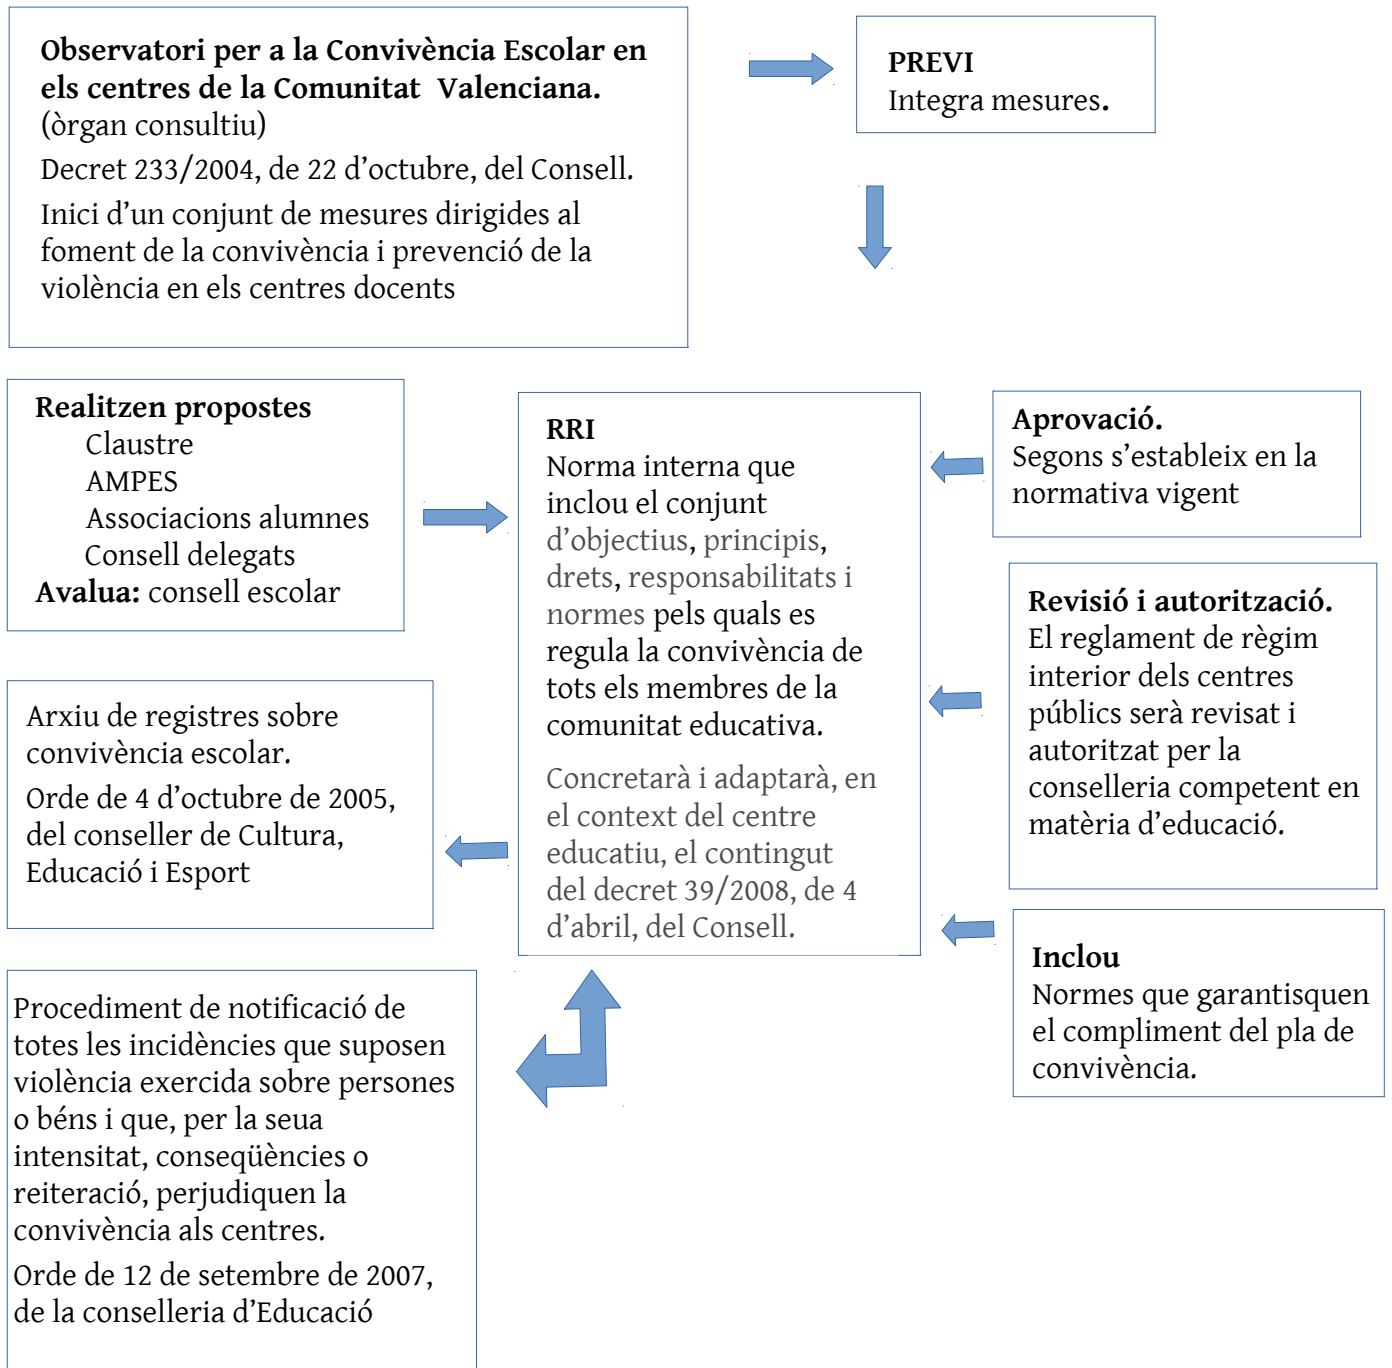 Observatori per a la Convivència Escolar en
els centres de la Comunitat Valenciana.
(òrgan consultiu)
Decret 233/2004, de 22 d’octubre, del Consell.
Inici d’un conjunt de mesures dirigides al
foment de la convivència i prevenció de la
violència en els centres docents
PREVI
Integra mesures.
Realitzen propostes
Claustre
AMPES
Associacions alumnes
Consell delegats
Avalua: consell escolar
RRI
Norma interna que
inclou el conjunt
d’objectius, principis,
drets, responsabilitats i
normes pels quals es
regula la convivència de
tots els membres de la
comunitat educativa.
Concretarà i adaptarà, en
el context del centre
educatiu, el contingut
del decret 39/2008, de 4
d’abril, del Consell.
Aprovació.
Segons s’estableix en la
normativa vigent
Revisió i autorització.
El reglament de règim
interior dels centres
públics serà revisat i
autoritzat per la
conselleria competent en
matèria d’educació.
Arxiu de registres sobre
convivència escolar.
Orde de 4 d’octubre de 2005,
del conseller de Cultura,
Educació i Esport
Inclou
Normes que garantisquen
el compliment del pla de
convivència.
Procediment de notificació de
totes les incidències que suposen
violència exercida sobre persones
o béns i que, per la seua
intensitat, conseqüències o
reiteració, perjudiquen la
convivència als centres.
Orde de 12 de setembre de 2007,
de la conselleria d’Educació